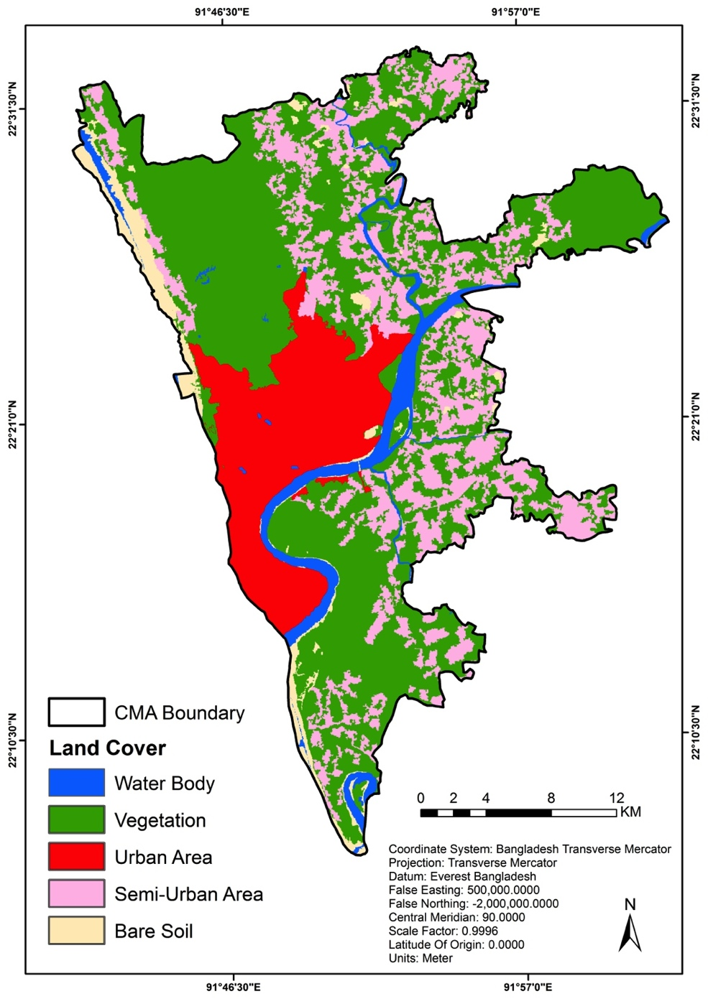 91°46'30"E 91°57'0"E
22°31'30"N 22°31'30"N
22°21'0"N 22°21'0"N
22°10'30"N 22°10'30"N
CMA Boundary
Land Cover
Water Body
Vegetation
Urban Area
Semi-Urban Area
Bare Soil
0 2 4 8 12
KM
Coordinate System: Bangladesh Transverse Mercator
Projection: Transverse Mercator
Datum: Everest Bangladesh
False Easting: 500,000.0000
False Northing: -2,000,000.0000
Central Meridian: 90.0000
Scale Factor: 0.9996
Latitude Of Origin: 0.0000
Units: Meter
N
91°46'30"E 91°57'0"E